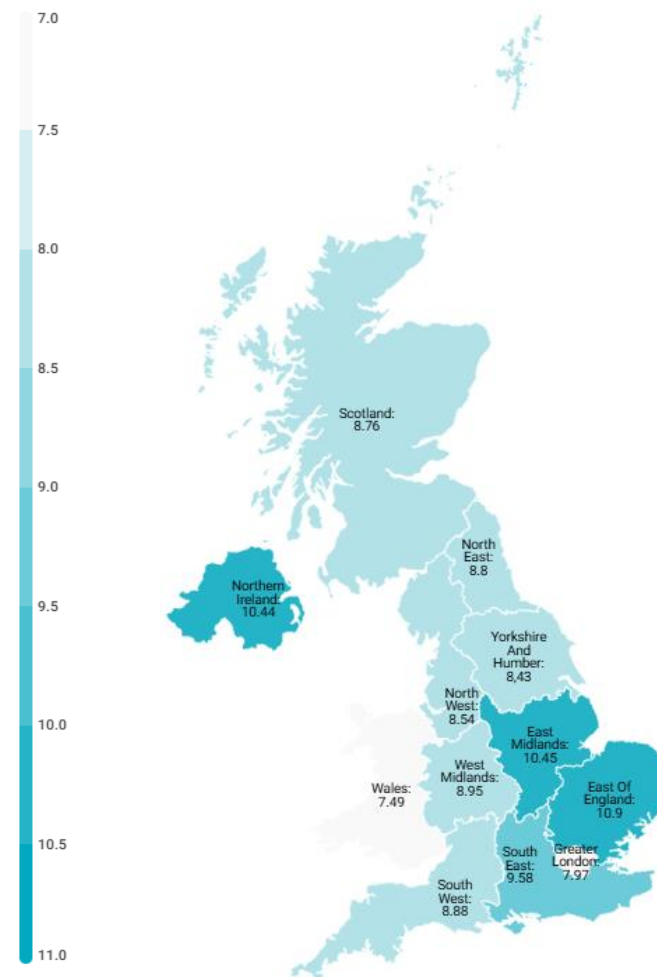 7.0
7.5
8.0
8.5
9.0
9.5
10.0
10.5
11.0
Scotland:
8.76
North
East:
8.8
Northern
Ireland:
10.44
Yorkshire
And
Humber:
8,43
North
West:
8.54
East
Midlands:
10.45
West
Midlands:
8.95
Wales:
7.49
East Of
England:
10.9
South
East:
9.58
Greater
London:
7.97
South
West:
8.88